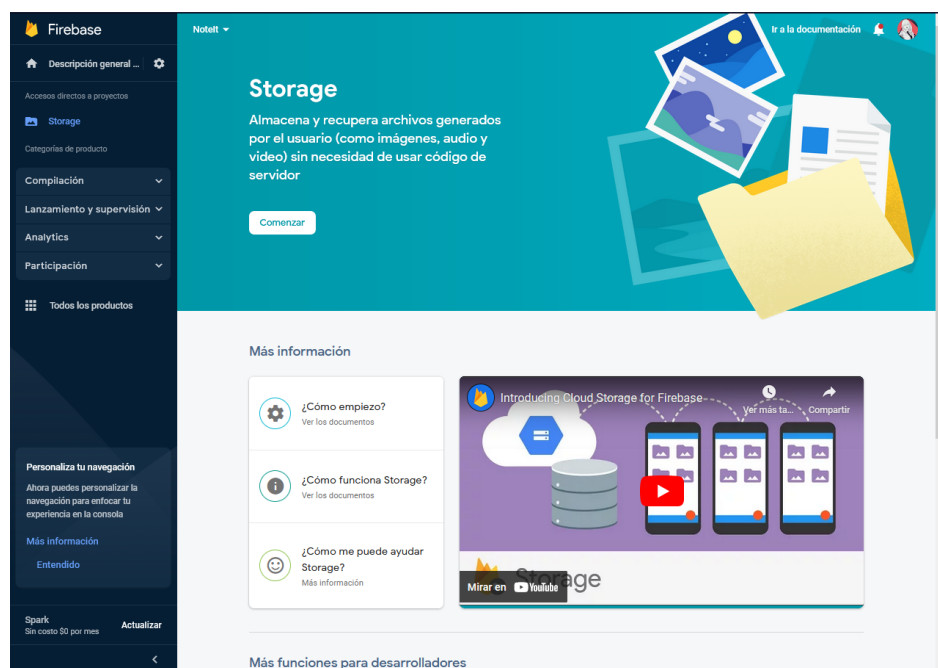 Firebase
NoteIt
Ir a la documentación
Descripción general ...
Accesos directos a proyectos
Storage
Categorías de producto
Compilación
Lanzamiento y supervisión
Analytics
Participación
Todos los productos
Personaliza tu navegación
Ahora puedes personalizar la
navegación para enfocar tu
experiencia en la consola
Más información
Entendido
Spark
Sin costo $0 por mes
Actualizar
Storage
Almacena y recupera archivos generados
por el usuario (como imágenes, audio y
video) sin necesidad de usar código de
servidor
Comenzar
Más información
¿Cómo empiezo?
Ver los documentos
¿Cómo funciona Storage?
Ver los documentos
¿Cómo me puede ayudar
Storage?
Más información
Introducing Cloud Storage for Firebase
Ver más ta...
Compartir
Storage
Mirar en YouTube
Más funciones para desarrolladores